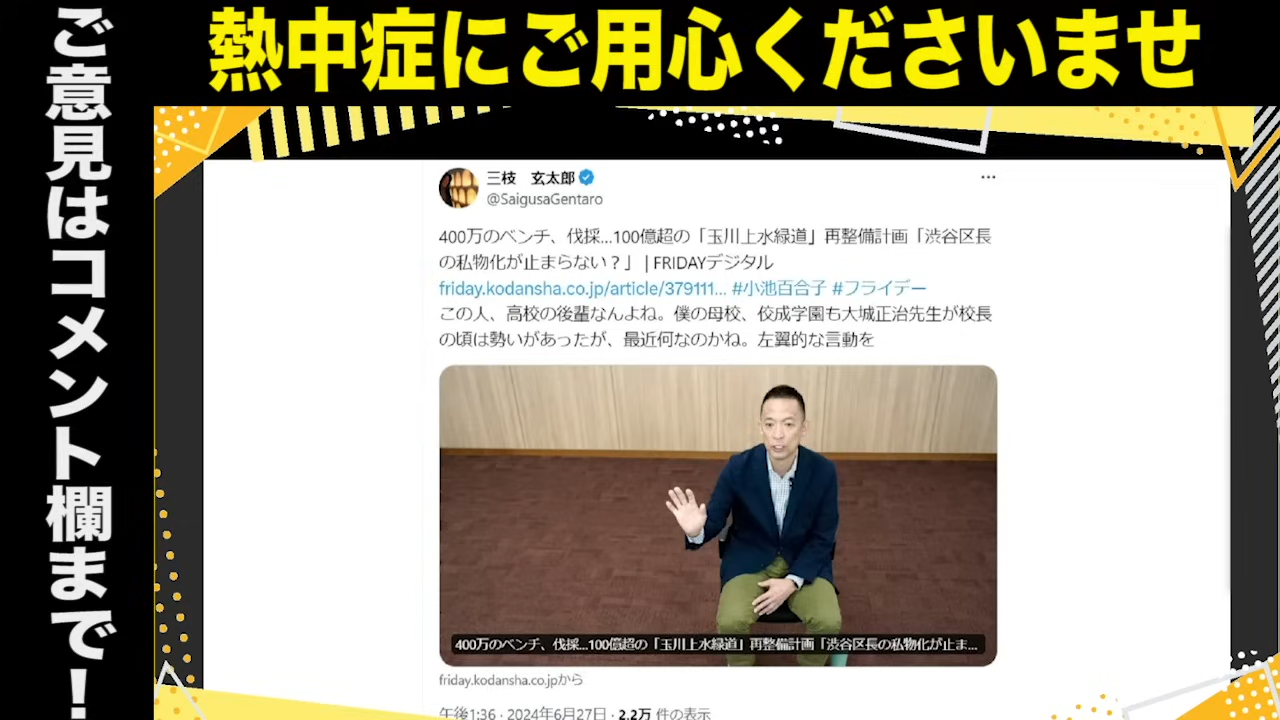 熱中症にご用心くださいませ
ご意見はコメント欄まで!
三枝 玄太郎
@SaigusaGentaro
400万のベンチ、伐採...100億超の「玉川上水緑道」再整備計画「渋谷区長
の私物化が止まらない?」 | FRIDAYデジタル
friday.kodansha.co.jp/article/379111... #小池百合子 #フライデー
この人、高校の後輩なんよね。僕の母校、佼成学園も大城正治先生が校長
の頃は勢いがあったが、最近何なのかね。左翼的な言動を
400万のベンチ、伐採...100億超の「玉川上水緑道」再整備計画「渋谷区長の私物化が止ま...
friday.kodansha.co.jpから
午後1:36 · 2024年6月27日 · 2.2万 件の表示